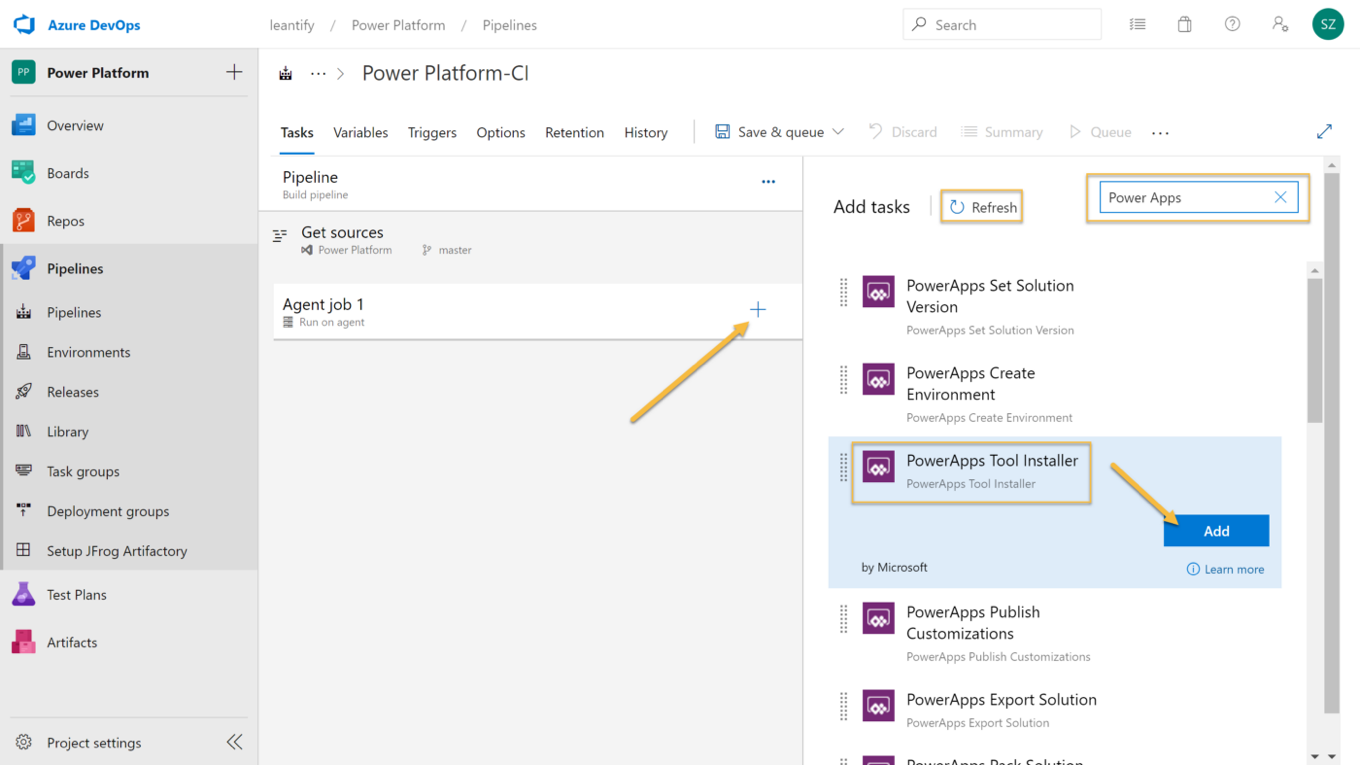 Azure DevOps
leantify / Power Platform / Pipelines
Search
SZ
PP Power Platform
Overview
Boards
Repos
Pipelines
Pipelines
Environments
Releases
Library
Task groups
Deployment groups
Setup JFrog Artifactory
Test Plans
Artifacts
Project settings
Power Platform-CI
Tasks Variables Triggers Options Retention History Save & queue Discard Summary Queue
Pipeline
Build pipeline
Get sources
Power Platform master
Agent job 1
Run on agent
Add tasks Refresh Power Apps
PowerApps Set Solution
Version
PowerApps Set Solution Version
PowerApps Create
Environment
PowerApps Create Environment
PowerApps Tool Installer
PowerApps Tool Installer
Add
by Microsoft Learn more
PowerApps Publish
Customizations
PowerApps Publish Customizations
PowerApps Export Solution
PowerApps Export Solution
PowerApps Pack Solution